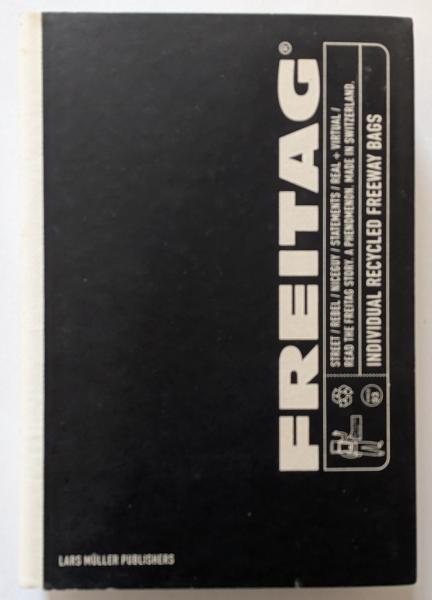 FREITAG®
STREET / REBEL / NICEGUY / STATEMENTS / REAL + VIRTUAL /
READ THE FREITAG STORY. A PHENOMENON. MADE IN SWITZERLAND.
INDIVIDUAL RECYCLED FREEWAY BAGS
93
LARS MÜLLER PUBLISHERS